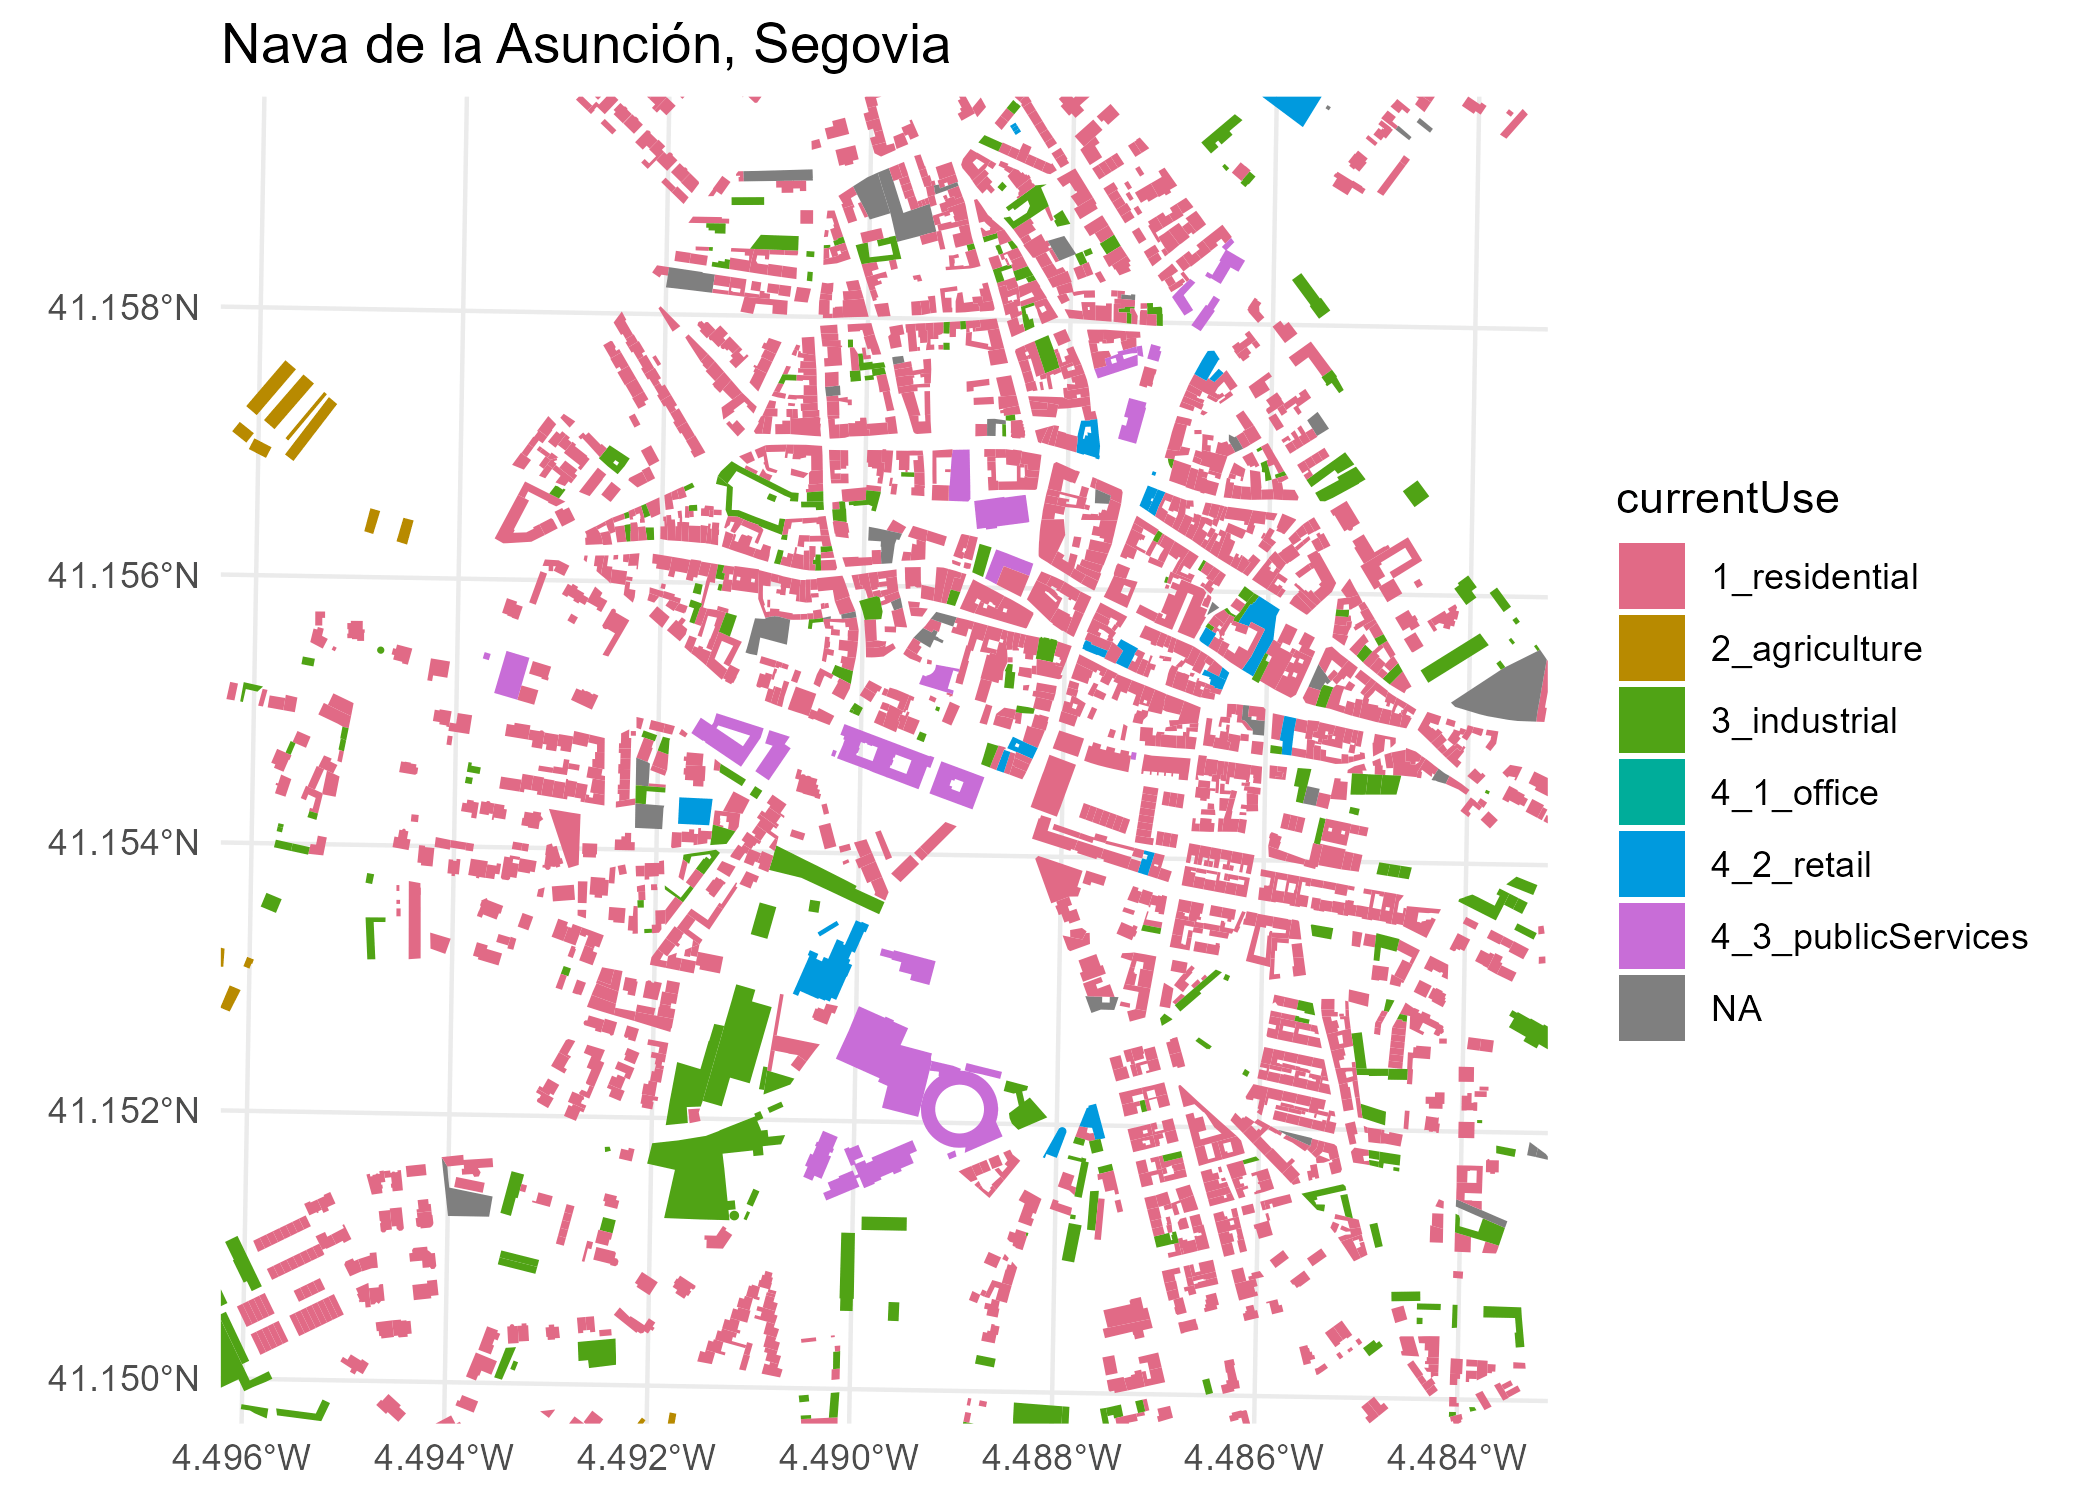 Nava de la Asunción, Segovia
41.158°N
41.156°N
41.154°N
41.152°N
41.150°N
4.496°W 4.494°W 4.492°W 4.490°W 4.488°W 4.486°W 4.484°W
currentUse
1_residential
2_agriculture
3_industrial
4_1_office
4_2_retail
4_3_publicServices
NA